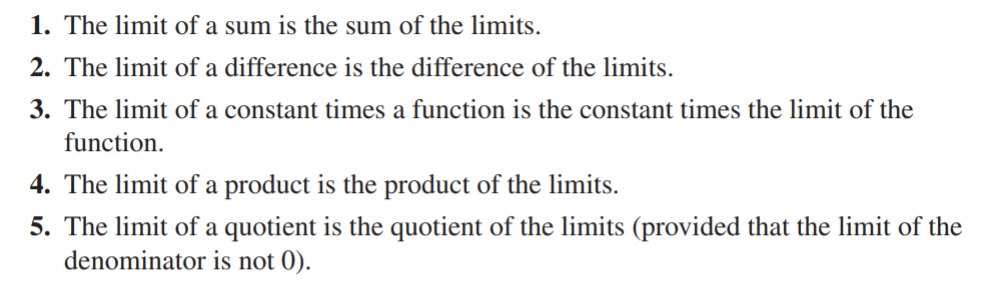 1. The limit of a sum is the sum of the limits.
2. The limit of a difference is the difference of the limits.
3. The limit of a constant times a function is the constant times the limit of the
function.
4. The limit of a product is the product of the limits.
5. The limit of a quotient is the quotient of the limits (provided that the limit of the
denominator is not 0).